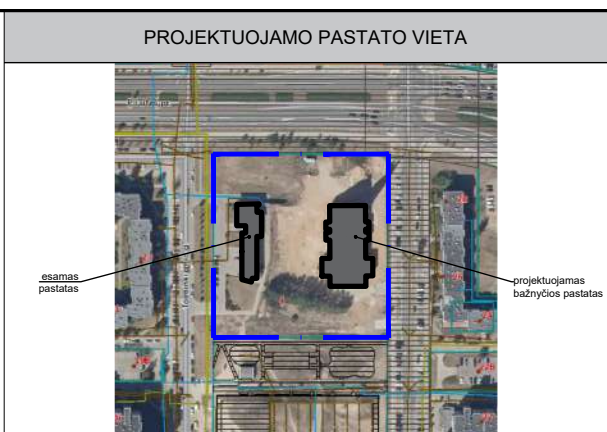 PROJEKTUOJAMO PASTATO VIETA
esamas
pastatas
projektuojamas
bažnyčios pastatas